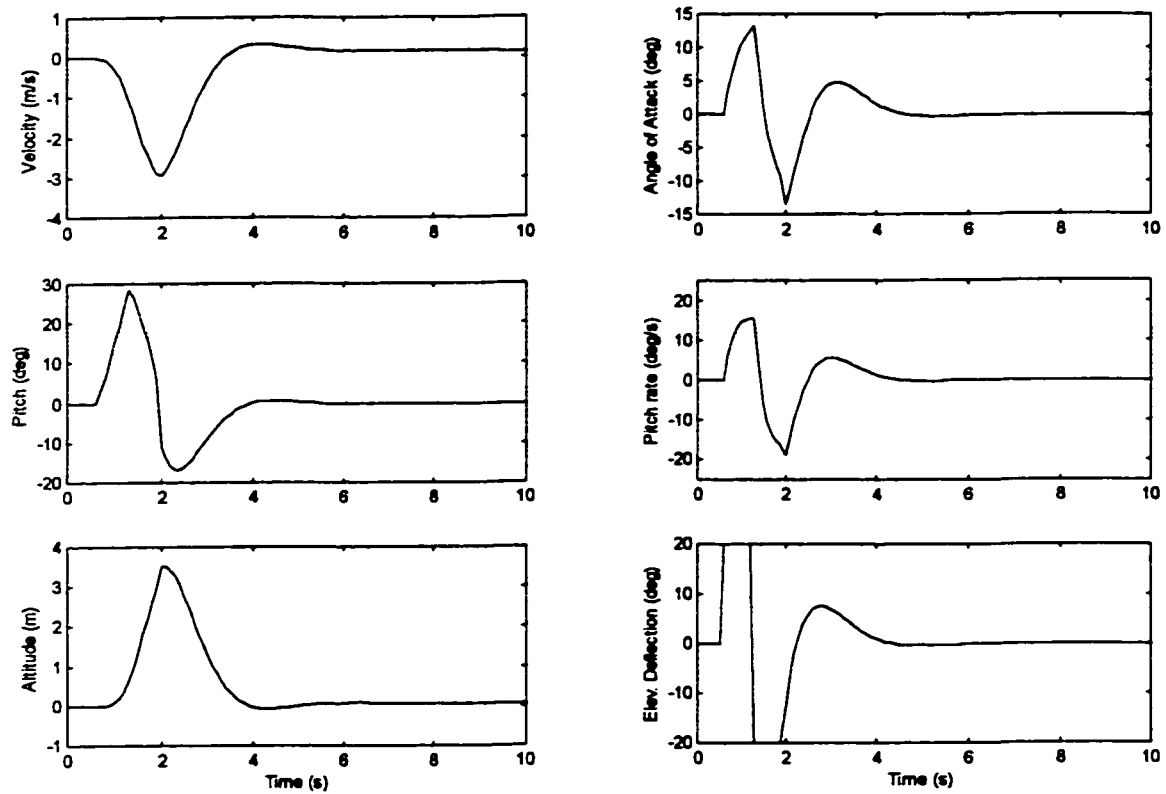 Velocity (m/s)
1
0
-1
-2
-3
-4
0 2 4 6 8 10
Angle of Attack (deg)
15
10
5
0
-5
-10
-15
0 2 4 6 8 10
Pitch (deg)
30
20
10
0
-10
-20
0 2 4 6 8 10
Pitch rate (deg/s)
20
10
0
-10
-20
0 2 4 6 8 10
Altitude (m)
4
3
2
1
0
-1
0 2 4 6 8 10
Time (s)
Elev. Deflection (deg)
20
10
0
-10
-20
0 2 4 6 8 10
Time (s)